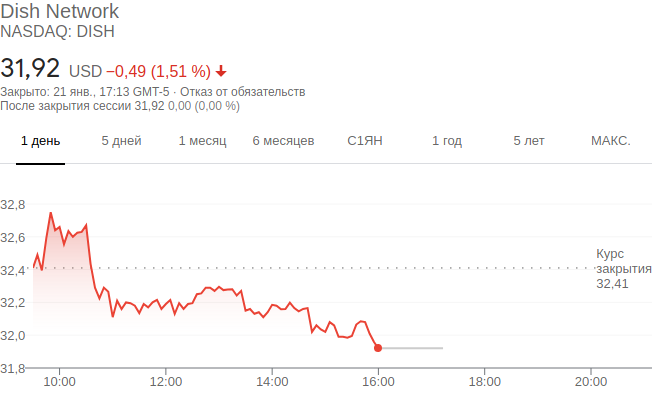 Dish Network
NASDAQ: DISH
31,92 USD −0,49 (1,51 %)
Закрыто: 21 янв., 17:13 GMT-5 · Отказ от обязательств
После закрытия сессии 31,92 0,00 (0,00 %)
1 день 5 дней 1 месяц 6 месяцев С1ЯН 1 год 5 лет МАКС.
32,8
32,6
Курс
32,4 закрытия
32,41
32,2
32,0
31,8
10:00 12:00 14:00 16:00 18:00 20:00